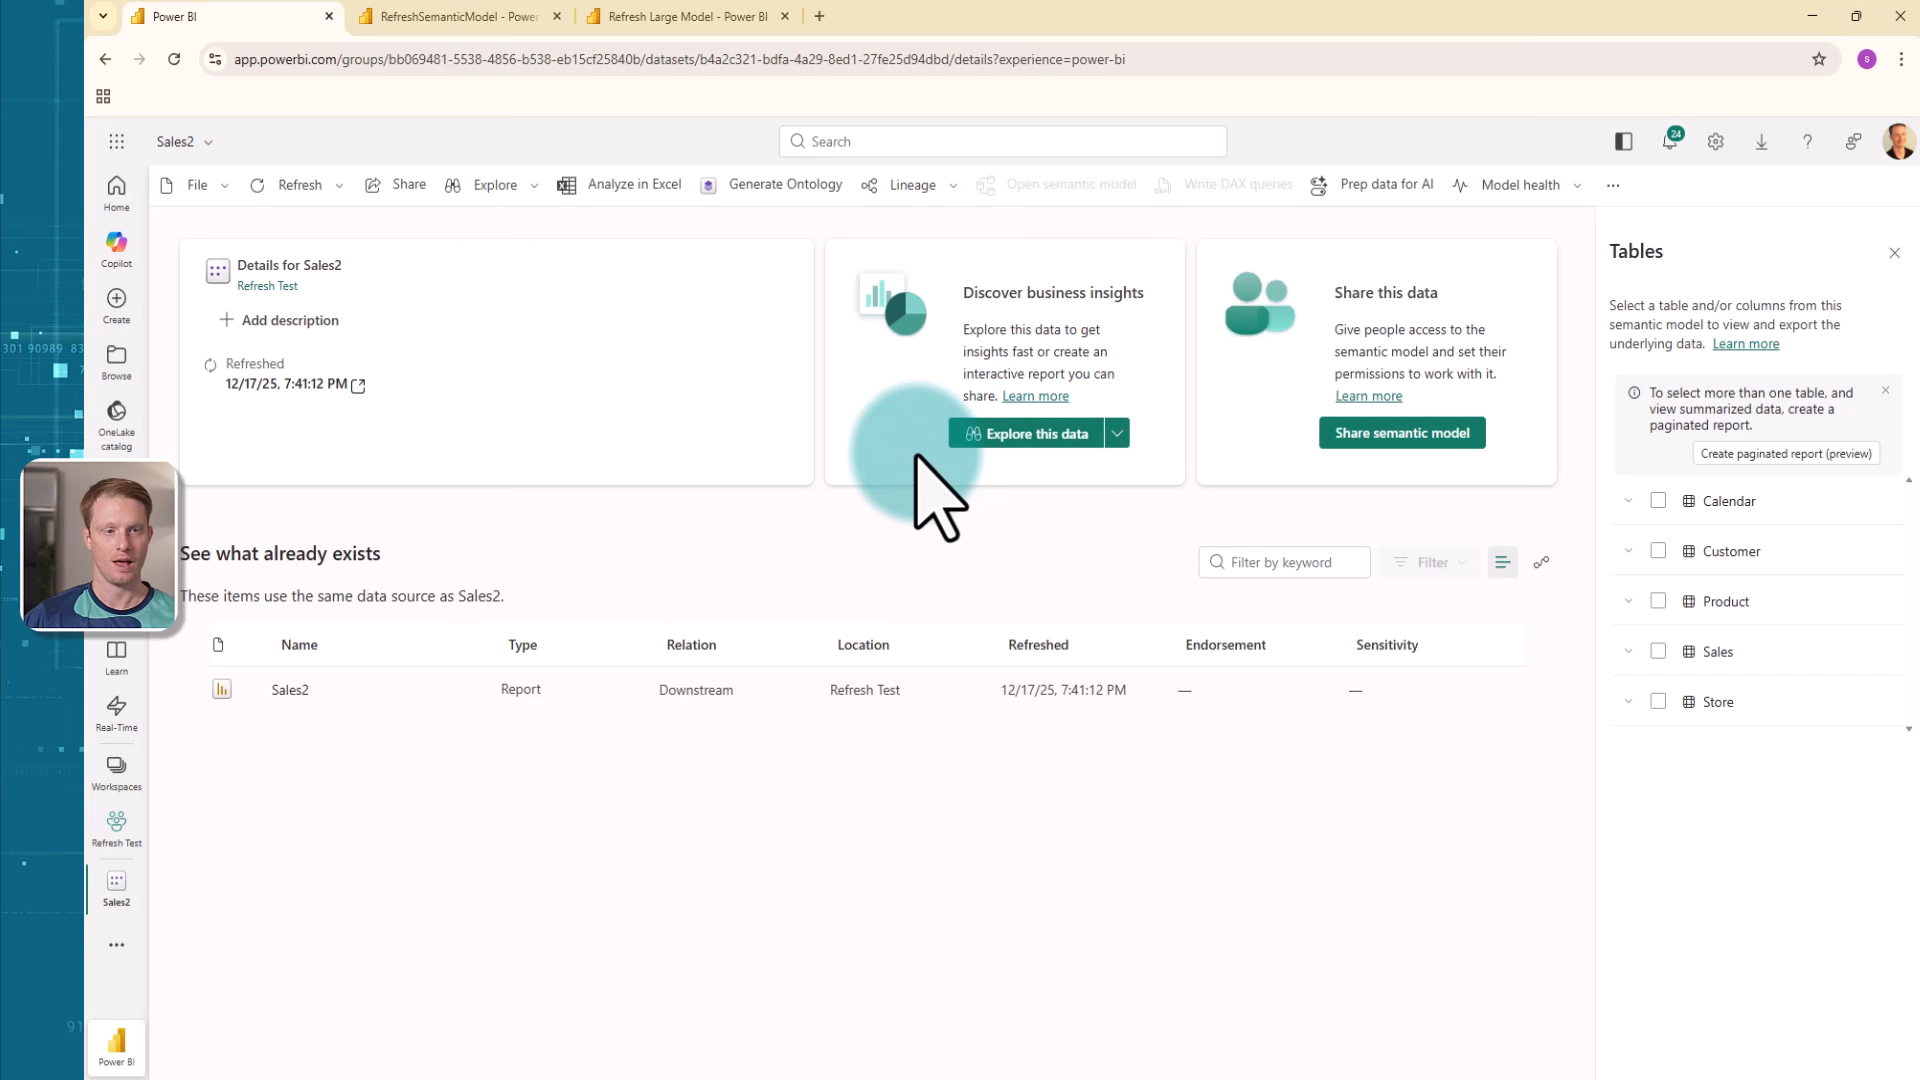 Power BI
RefreshSemanticModel - Power
Refresh Large Model - Power BI
app.powerbi.com/groups/bb069481-5538-4856-b538-eb15cf25840b/datasets/b4a2c321-bdfa-4a29-8ed1-27fe25d94dbd/details?experience=power-bi
S
Sales2
Search
24
File
Refresh
Share
Explore
Analyze in Excel
Generate Ontology
Lineage
Open semantic model
Write DAX queries
Prep data for AI
Model health
Home
Copilot
Create
Browse
OneLake
catalog
Learn
Real-Time
Workspaces
Refresh Test
Sales2
Power BI
301 90989 83
91
Details for Sales2
Refresh Test
Add description
Refreshed
12/17/25, 7:41:12 PM
Discover business insights
Explore this data to get
insights fast or create an
interactive report you can
share. Learn more
Explore this data
Share this data
Give people access to the
semantic model and set their
permissions to work with it.
Learn more
Share semantic model
See what already exists
These items use the same data source as Sales2.
Filter by keyword
Filter
Name Type Relation Location Refreshed Endorsement Sensitivity
Sales2 Report Downstream Refresh Test 12/17/25, 7:41:12 PM — —
Tables
Select a table and/or columns from this
semantic model to view and export the
underlying data. Learn more
To select more than one table, and
view summarized data, create a
paginated report.
Create paginated report (preview)
Calendar
Customer
Product
Sales
Store